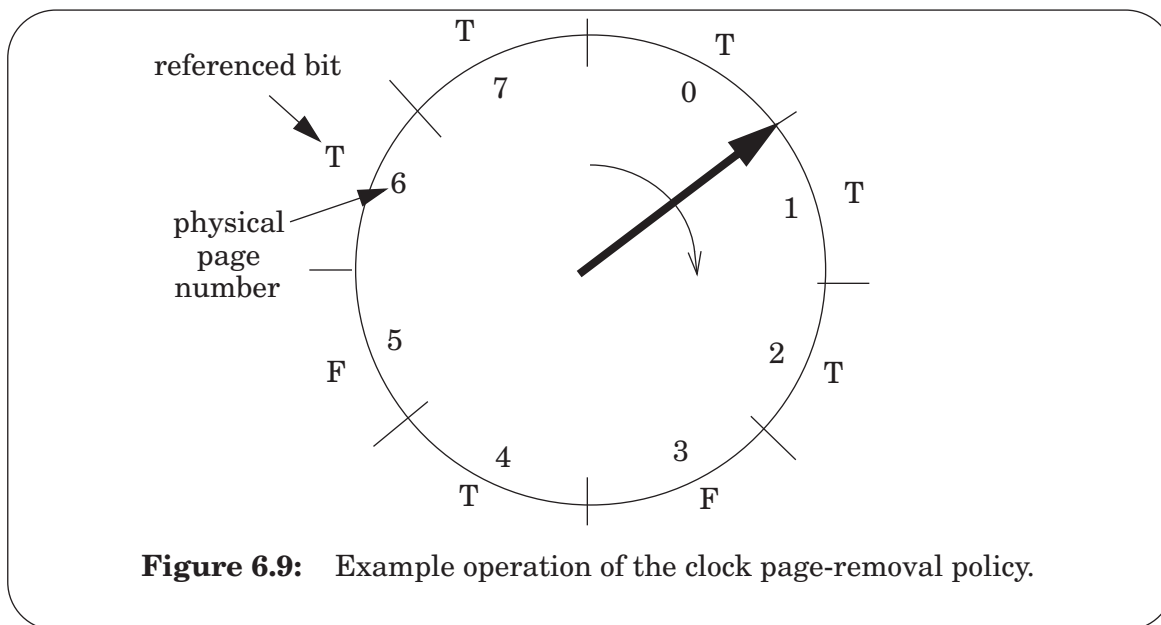 T
T
referenced bit
7
0
T
6
T
1
physical
page
number
5
2
F
T
4
3
T
F
Figure 6.9: Example operation of the clock page-removal policy.